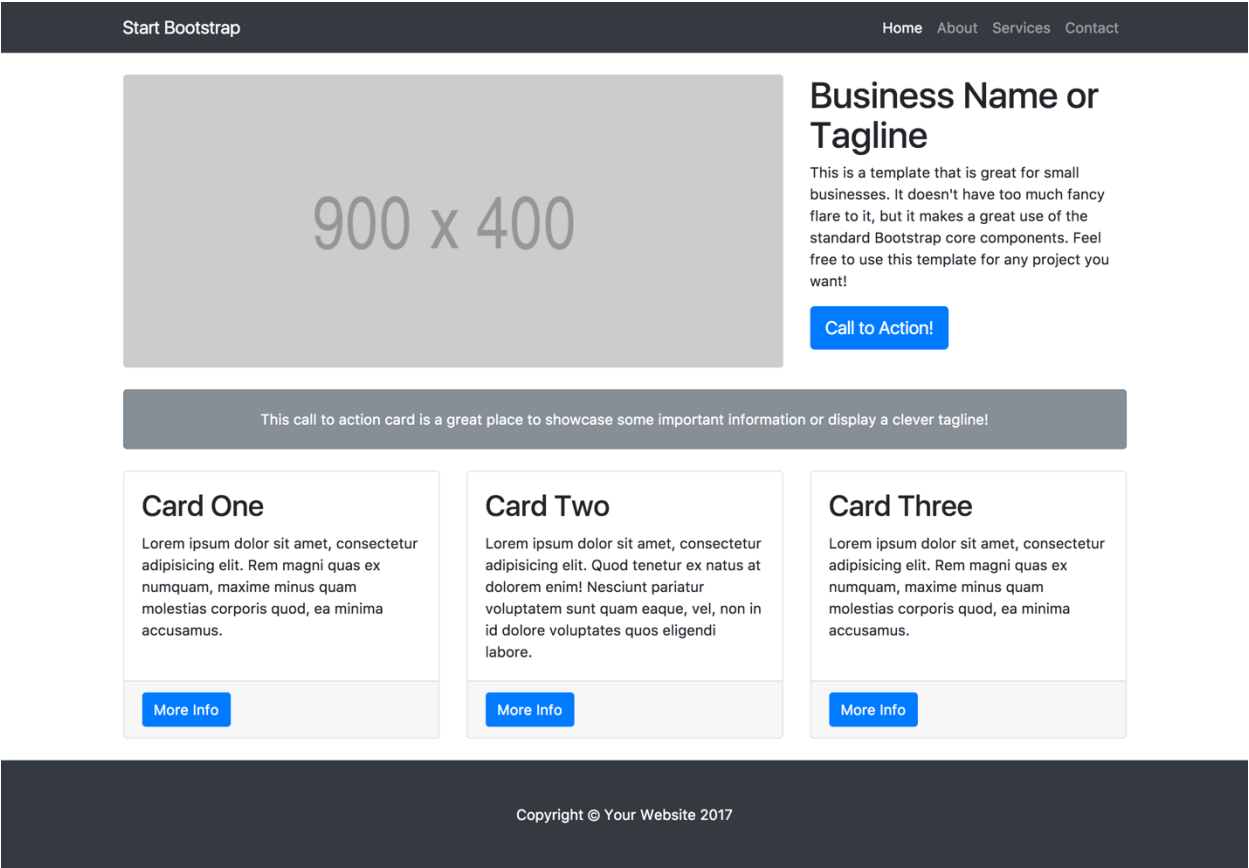 Start Bootstrap
Home About Services Contact
900 x 400
Business Name or
Tagline
This is a template that is great for small
businesses. It doesn't have too much fancy
flare to it, but it makes a great use of the
standard Bootstrap core components. Feel
free to use this template for any project you
want!
Call to Action!
This call to action card is a great place to showcase some important information or display a clever tagline!
Card One
Lorem ipsum dolor sit amet, consectetur
adipisicing elit. Rem magni quas ex
numquam, maxime minus quam
molestias corporis quod, ea minima
accusamus.
More Info
Card Two
Lorem ipsum dolor sit amet, consectetur
adipisicing elit. Quod tenetur ex natus at
dolorem enim! Nesciunt pariatur
voluptatem sunt quam eaque, vel, non in
id dolore voluptates quos eligendi
labore.
More Info
Card Three
Lorem ipsum dolor sit amet, consectetur
adipisicing elit. Rem magni quas ex
numquam, maxime minus quam
molestias corporis quod, ea minima
accusamus.
More Info
Copyright © Your Website 2017